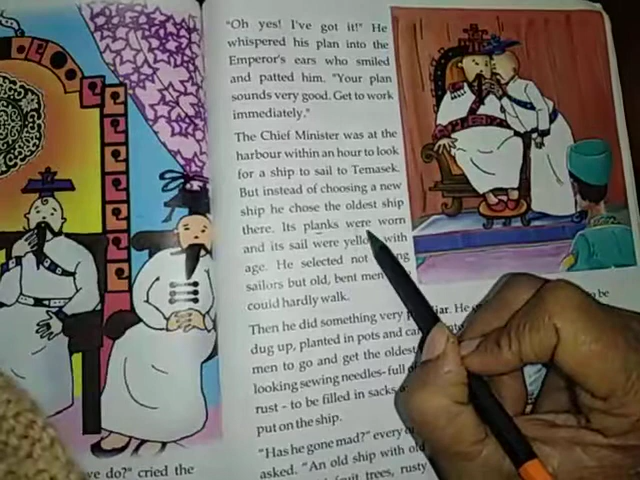 "Oh yes! I've got it!" He
whispered his plan into the
Emperor's ears who smiled
and patted him. "Your plan
sounds very good. Get to work
immediately."
The Chief Minister was at the
harbour within an hour to look
for a ship to sail to Temasek.
But instead of choosing a new
ship he chose the oldest ship
there. Its planks were worn
and its sail were yellow with
age. He selected not
sailors but old, bent men
could hardly walk.
Then he did something very He
dug up, planted in pots and
men to go and get the oldest
looking sewing needles- full
rust - to be filled in sacks
put on the ship.
"Has he gone mad?"
asked. "An old ship with old
trees, rusty
do?" cried the
be